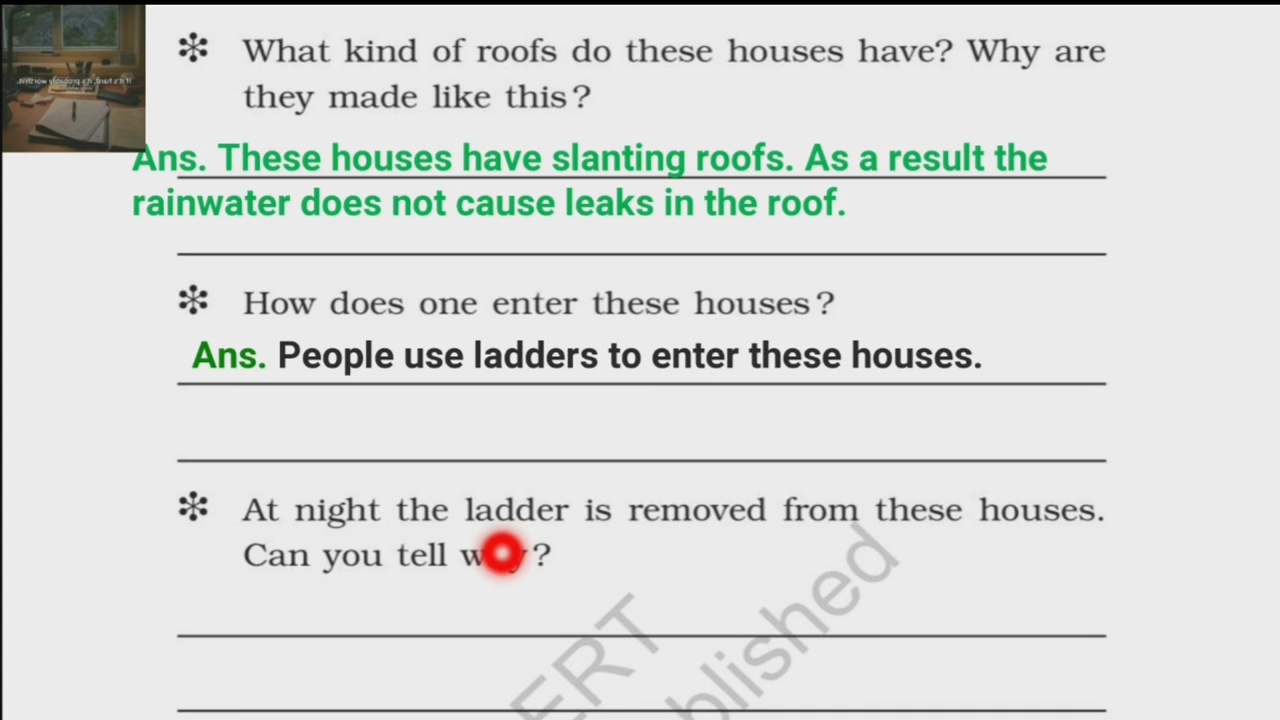 What kind of roofs do these houses have? Why are
they made like this?
Ans. These houses have slanting roofs. As a result the
rainwater does not cause leaks in the roof.
How does one enter these houses?
Ans. People use ladders to enter these houses.
At night the ladder is removed from these houses.
Can you tell ?
ERT
blished